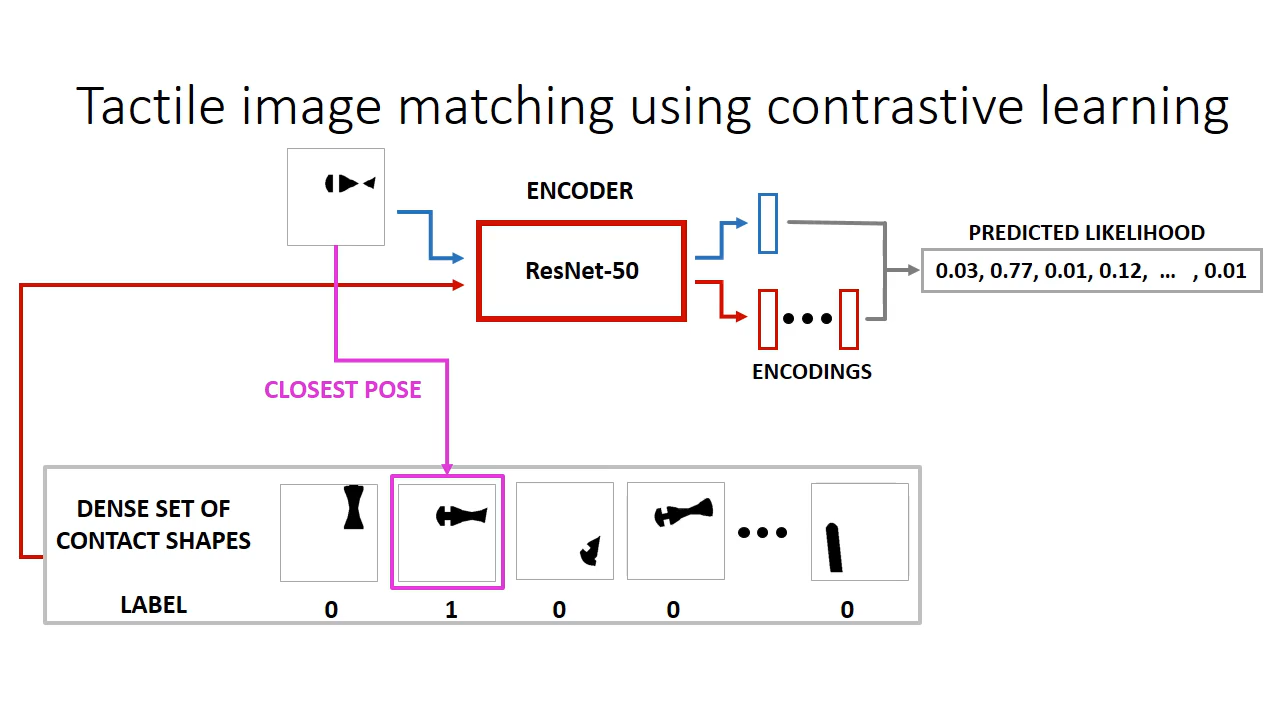 Tactile image matching using contrastive learning
ENCODER
ResNet-50
PREDICTED LIKELIHOOD
0.03, 0.77, 0.01, 0.12, ... , 0.01
ENCODINGS
CLOSEST POSE
DENSE SET OF
CONTACT SHAPES
LABEL 0 1 0 0 0